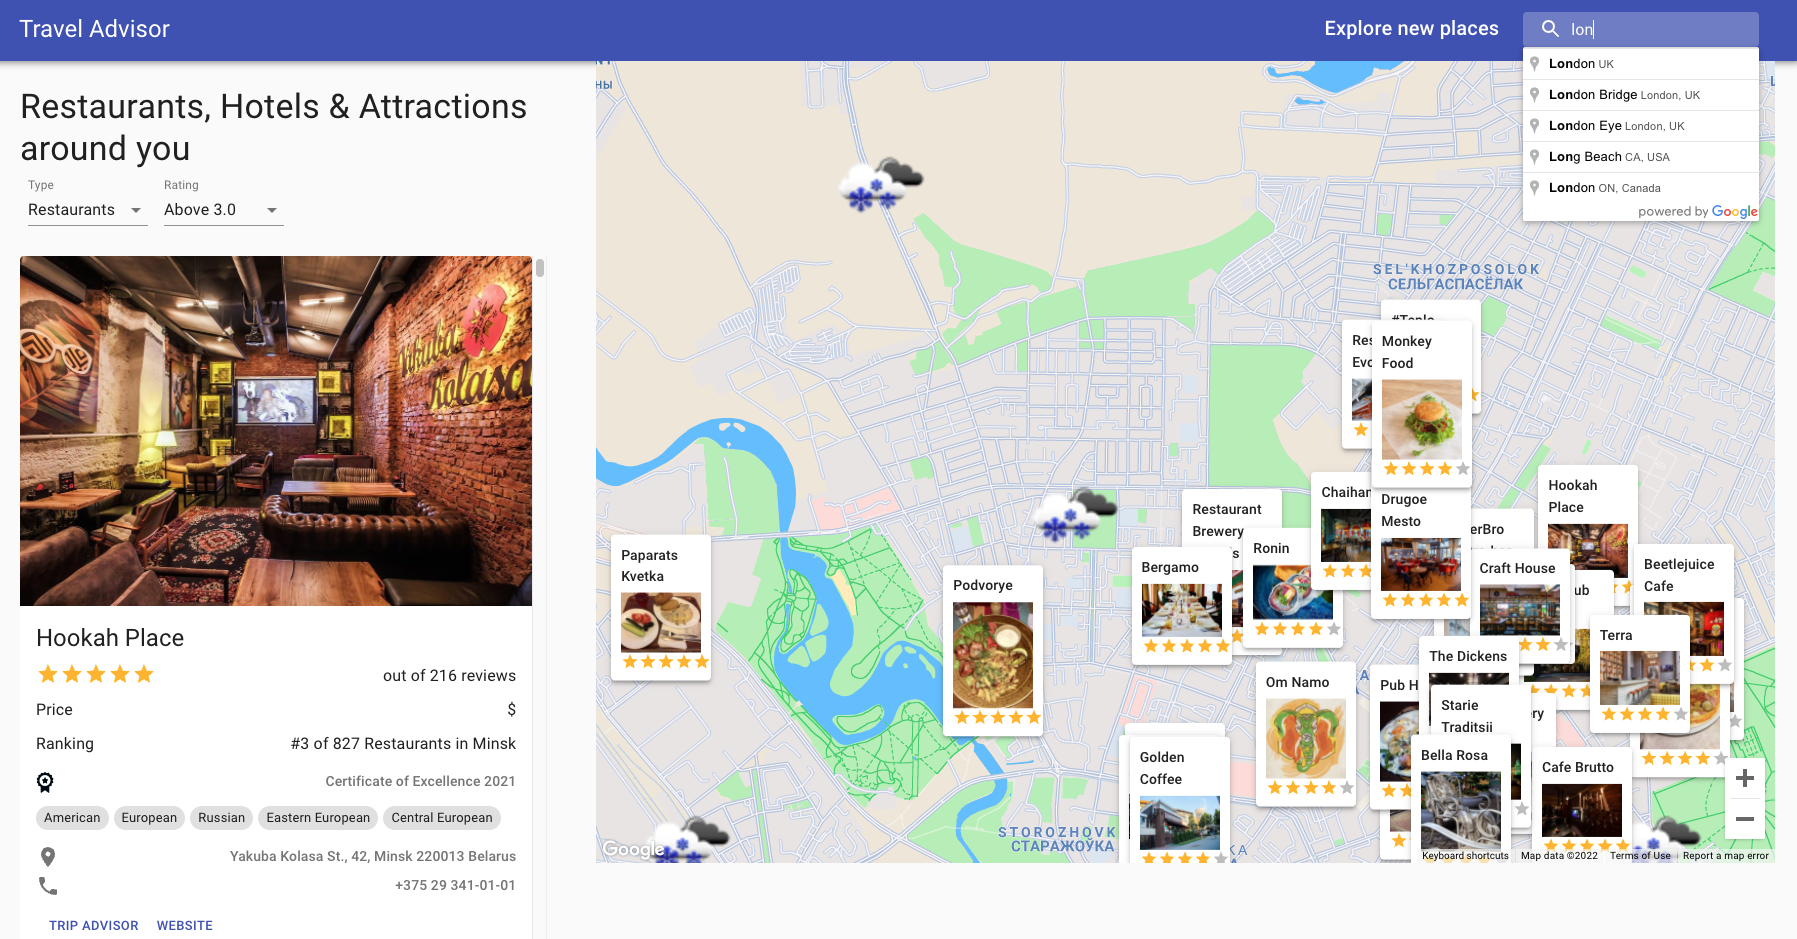 Travel Advisor
Explore new places
lon
London UK
London Bridge London, UK
London Eye London, UK
Long Beach CA, USA
London ON, Canada
powered by Google
Restaurants, Hotels & Attractions
around you
Type
Rating
Restaurants
Above 3.0
Yakuba
Kolasa
Hookah Place
out of 216 reviews
Price
$
Ranking
#3 of 827 Restaurants in Minsk
Certificate of Excellence 2021
American
European
Russian
Eastern European
Central European
Yakuba Kolasa St., 42, Minsk 220013 Belarus
+375 29 341-01-01
TRIP ADVISOR
WEBSITE
НЫ
SEL'KHOZPOSOLOK
СЕЛЬГАСПАСЁЛАК
Monkey
Food
Hookah
Place
Chaihan
Drugoe
Mesto
Restaurant
Brewery
erBro
Paparats
Kvetka
Podvorye
Bergamo
Ronin
Craft House
ub
Beetlejuice
Cafe
Terra
The Dickens
Om Namo
Pub H
Starie
Traditsii
ery
Golden
Coffee
Bella Rosa
Cafe Brutto
STOROZHOVK
СТАРАЖОЎКА
Google
Keyboard shortcuts
Map data ©2022
Terms of Use
Report a map error